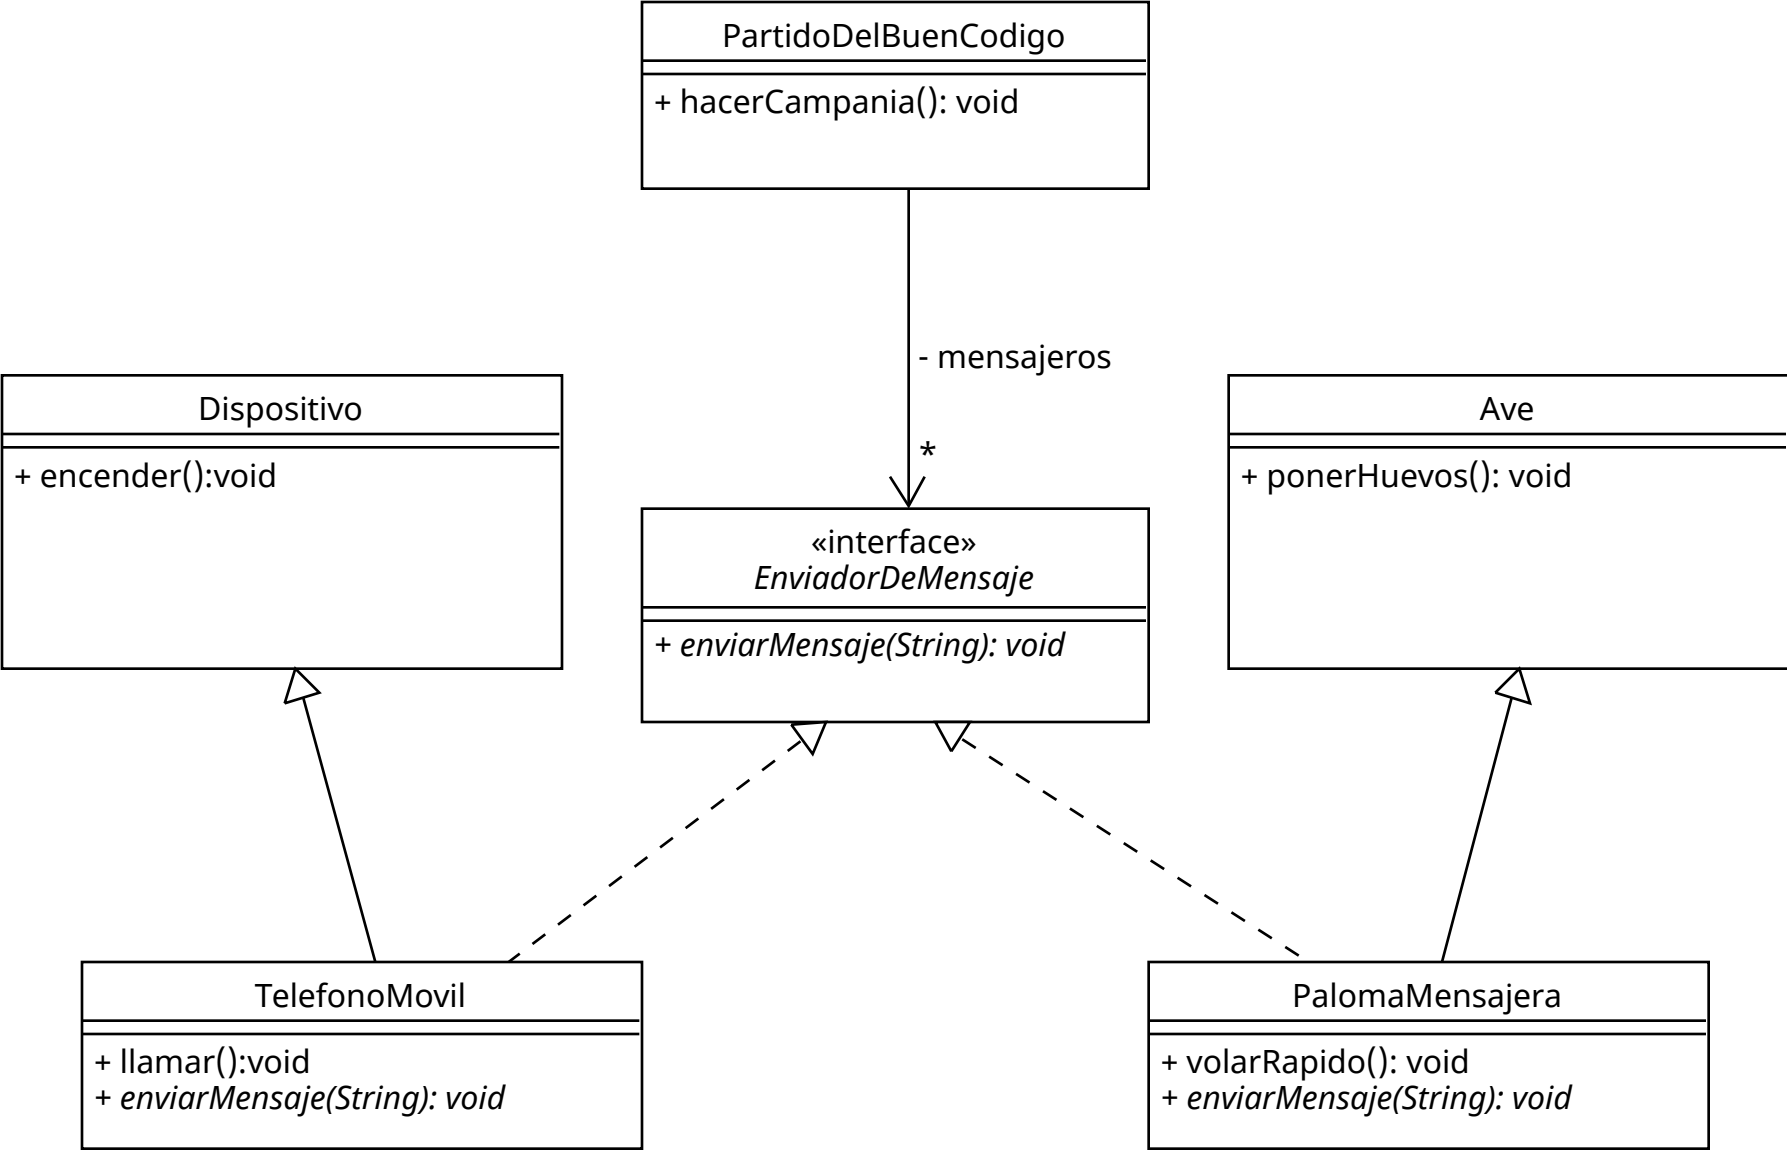 PartidoDelBuenCodigo
+ hacerCampania(): void
- mensajeros
*
Dispositivo
+ encender():void
«interface»
EnviadorDeMensaje
+ enviarMensaje(String): void
Ave
+ ponerHuevos(): void
TelefonoMovil
+ llamar():void
+ enviarMensaje(String): void
PalomaMensajera
+ volarRapido(): void
+ enviarMensaje(String): void